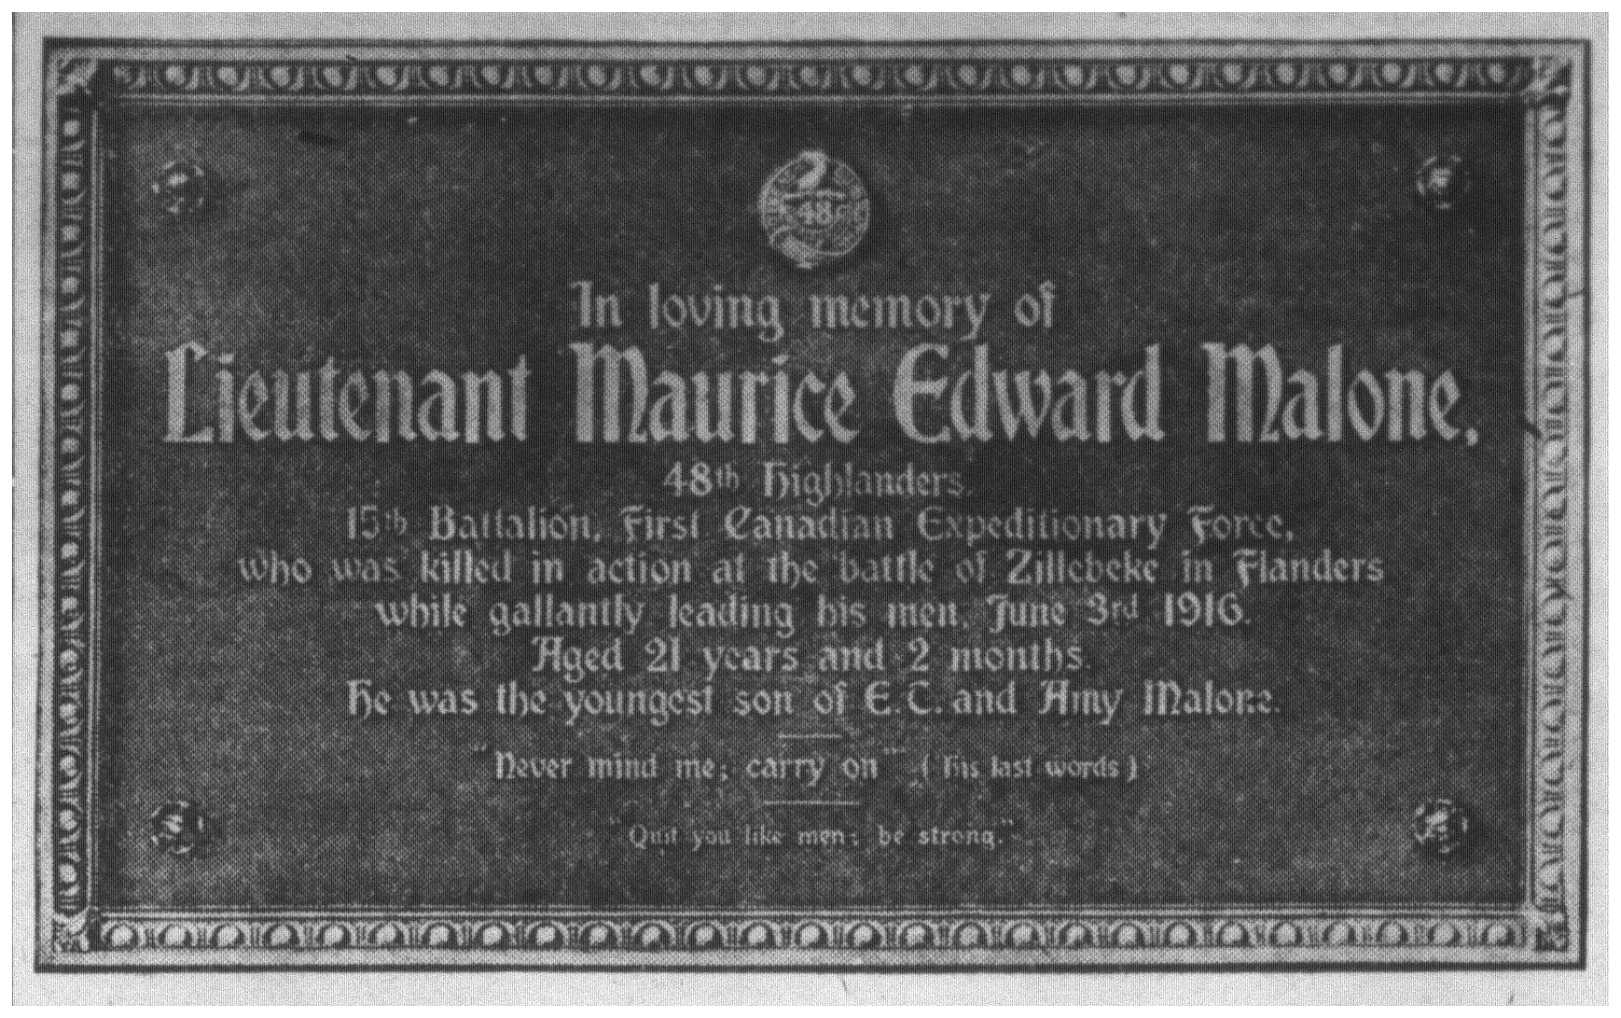 48
In loving memory of
Lieutenant Maurice Edward Malone,
48th Highlanders.
15th Battalion, First Canadian Expeditionary Force,
who was killed in action at the battle of Zillebeke in Flanders
while gallantly leading his men, June 3rd 1916.
Aged 21 years and 2 months.
He was the youngest son of E.C. and Amy Malone.
"Never mind me; carry on" (his last words)
"Quit you like men; be strong."